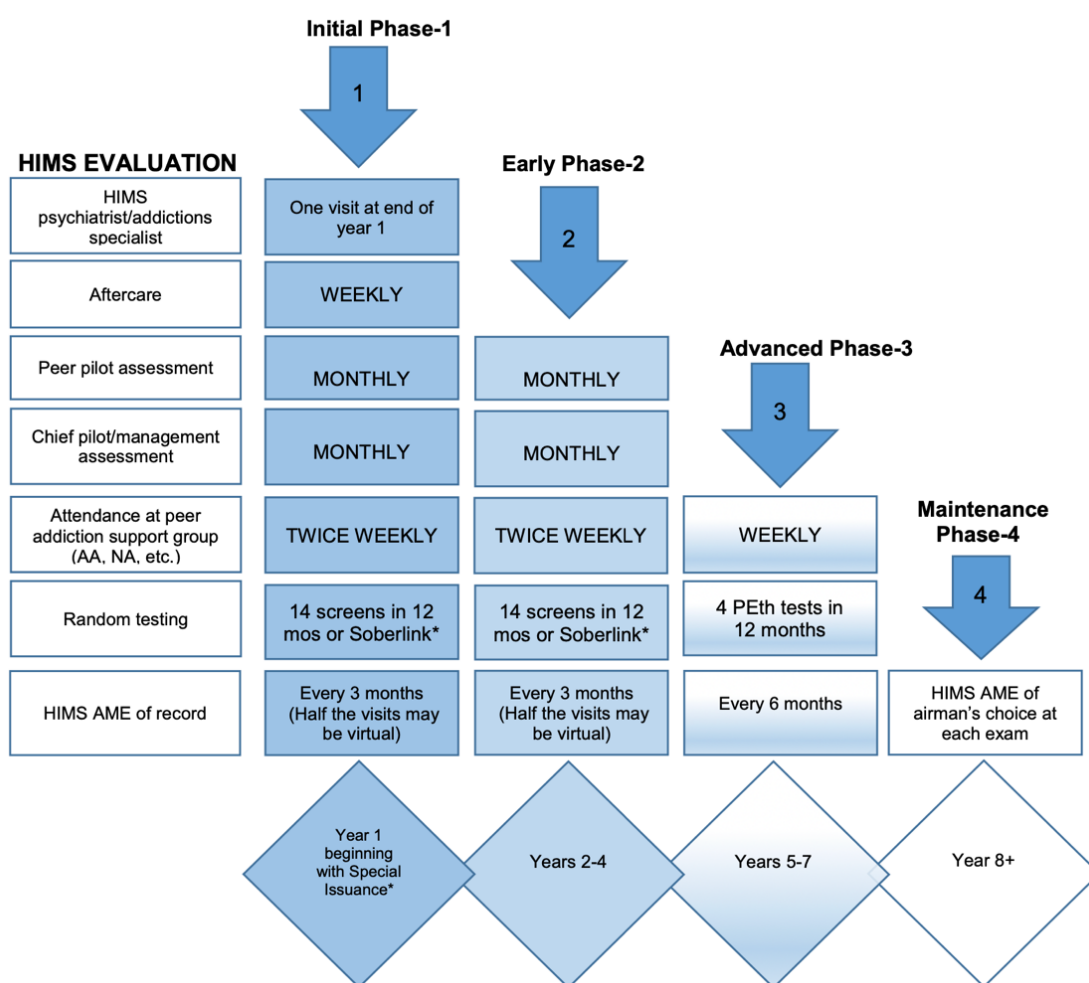 Initial Phase-1
1
HIMS EVALUATION
Early Phase-2
2
HIMS
psychiatrist/addictions
specialist
One visit at end of
year 1
Aftercare
WEEKLY
Advanced Phase-3
3
Peer pilot assessment
MONTHLY
MONTHLY
Chief pilot/management
assessment
MONTHLY
MONTHLY
Maintenance
Phase-4
4
Attendance at peer
addiction support group
(AA, NA, etc.)
TWICE WEEKLY
TWICE WEEKLY
WEEKLY
Random testing
14 screens in 12
mos or Soberlink*
14 screens in 12
mos or Soberlink*
4 PEth tests in
12 months
HIMS AME of record
Every 3 months
(Half the visits may
be virtual)
Every 3 months
(Half the visits may
be virtual)
Every 6 months
HIMS AME of
airman’s choice at
each exam
Year 1
beginning
with Special
Issuance*
Years 2-4
Years 5-7
Year 8+